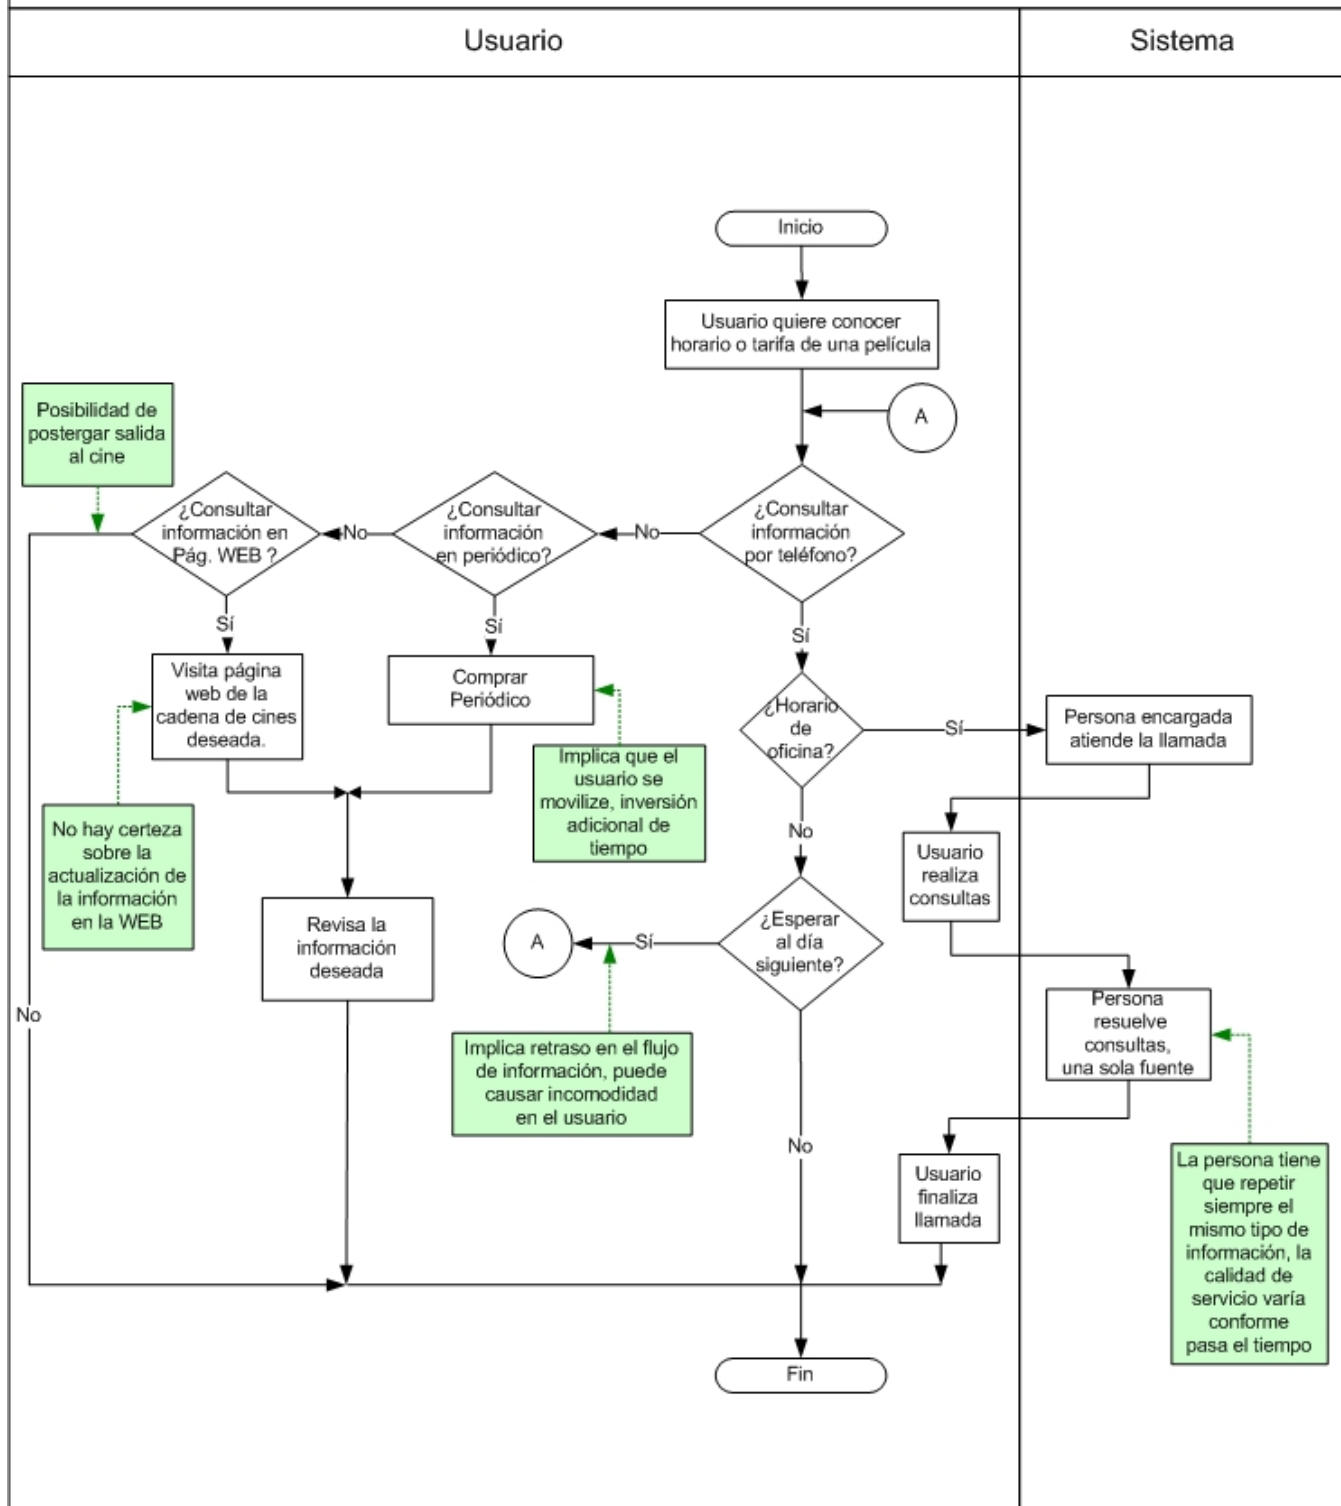 Usuario
Sistema
Inicio
Usuario quiere conocer
horario o tarifa de una película
A
Posibilidad de
postergar salida
al cine
¿Consultar
información en
Pág. WEB ?
No
¿Consultar
información
en periódico?
No
¿Consultar
información
por teléfono?
Sí
Sí
Sí
Visita página
web de la
cadena de cines
deseada.
Comprar
Periódico
¿Horario
de
oficina?
Sí
Persona encargada
atiende la llamada
Implica que el
usuario se
movilize, inversión
adicional de
tiempo
No hay certeza
sobre la
actualización de
la información
en la WEB
No
Usuario
realiza
consultas
Revisa la
información
deseada
A
Sí
¿Esperar
al día
siguiente?
No
Persona
resuelve
consultas,
una sola fuente
Implica retraso en el flujo
de información, puede
causar incomodidad
en el usuario
No
Usuario
finaliza
llamada
La persona tiene
que repetir
siempre el
mismo tipo de
información, la
calidad de
servicio varía
conforme
pasa el tiempo
Fin